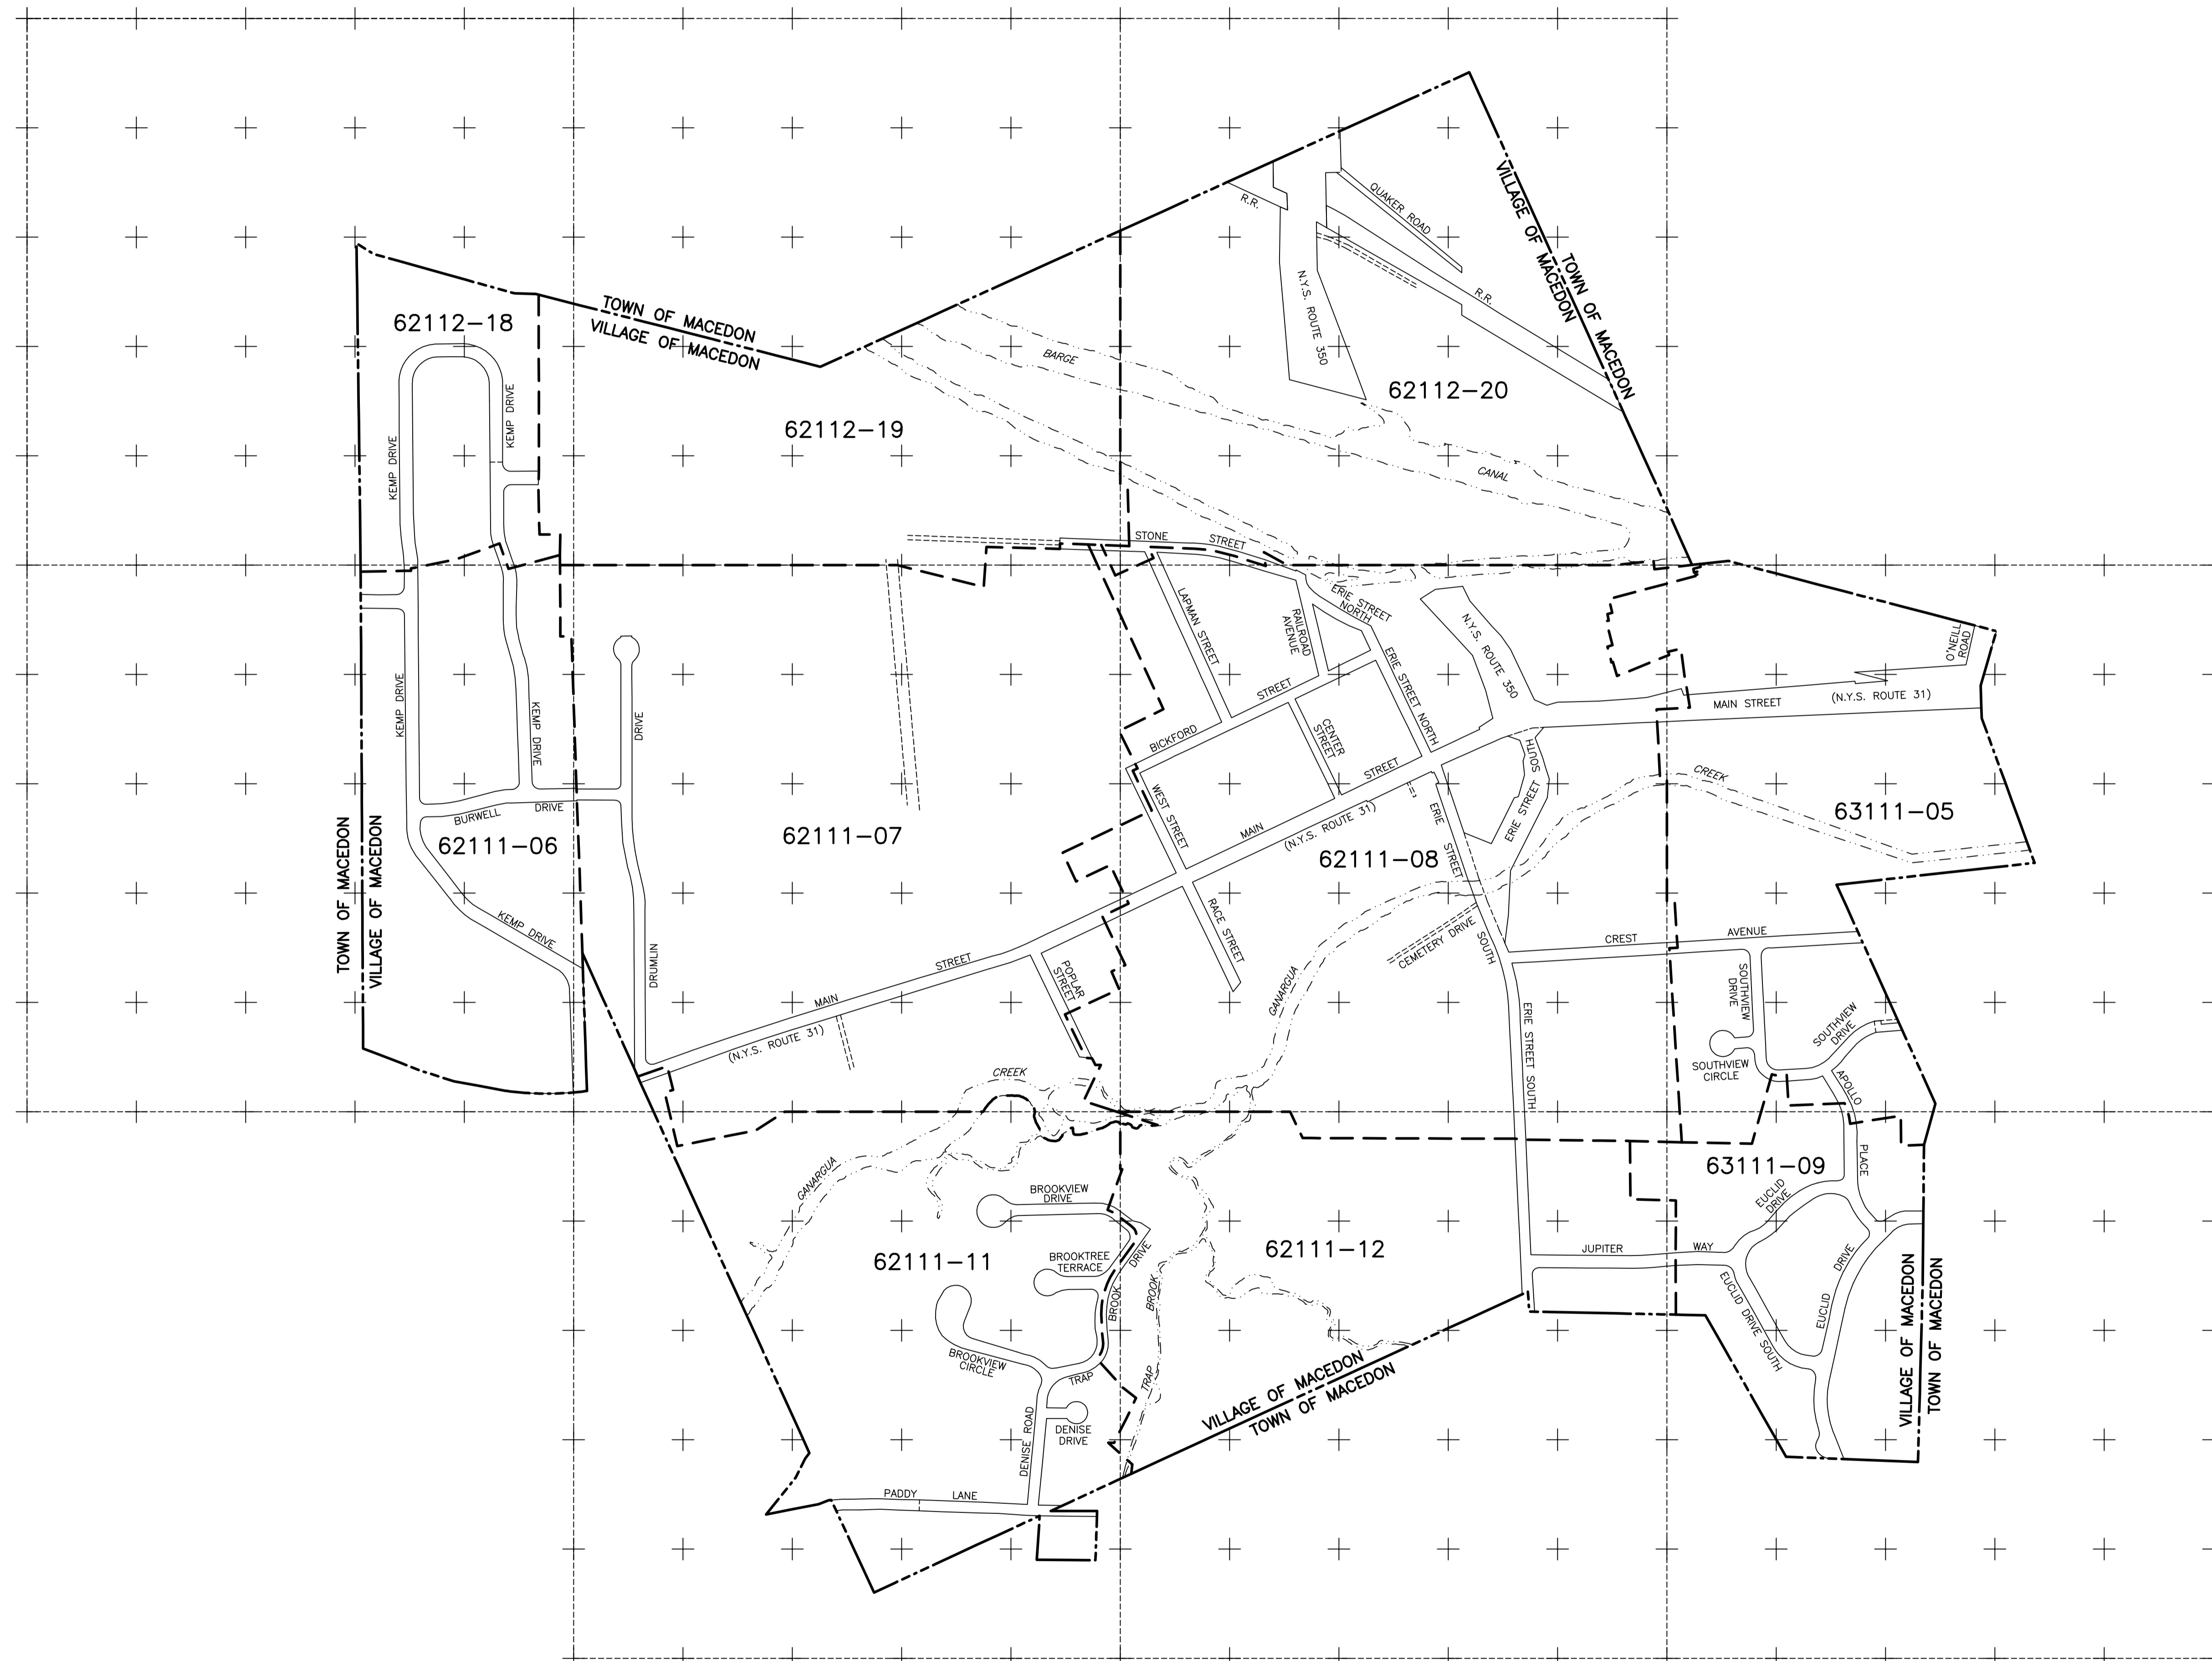 VILLAGE OF MACEDON
TOWN OF MACEDON
QUAKER ROAD
R.R.
N.Y.S. ROUTE 350
R.R.
TOWN OF MACEDON
VILLAGE OF MACEDON
62112-18
62112-19
62112-20
BARGE
CANAL
KEMP DRIVE
KEMP DRIVE
STONE
STREET
LAPMAN STREET
RAILROAD
AVENUE
ERIE STREET
NORTH
N.Y.S. ROUTE 350
ERIE STREET NORTH
O'NEILL
ROAD
MAIN STREET
(N.Y.S. ROUTE 31)
KEMP DRIVE
KEMP DRIVE
DRIVE
BICKFORD
STREET
CENTER
STREET
WEST STREET
MAIN
STREET
(N.Y.S. ROUTE 31)
ERIE
STREET
SOUTH
ERIE STREET
SOUTH
CREEK
63111-05
BURWELL
DRIVE
62111-06
62111-07
62111-08
TOWN OF MACEDON
VILLAGE OF MACEDON
KEMP DRIVE
DRUMLIN
RACE STREET
CEMETERY DRIVE
GANARGUA
CREST
AVENUE
MAIN
STREET
(N.Y.S. ROUTE 31)
POPLAR
STREET
ERIE STREET SOUTH
SOUTHVIEW
DRIVE
SOUTHVIEW
DRIVE
SOUTHVIEW
CIRCLE
APOLLO
PLACE
CREEK
GANARGUA
63111-09
BROOKVIEW
DRIVE
BROOKTREE
TERRACE
62111-11
62111-12
DRIVE
BROOK
TRAP
BROOK
TRAP
BROOKVIEW
CIRCLE
DENISE ROAD
DENISE
DRIVE
PADDY
LANE
JUPITER
WAY
EUCLID
DRIVE
EUCLID
DRIVE
EUCLID DRIVE SOUTH
VILLAGE OF MACEDON
TOWN OF MACEDON
VILLAGE OF MACEDON
TOWN OF MACEDON